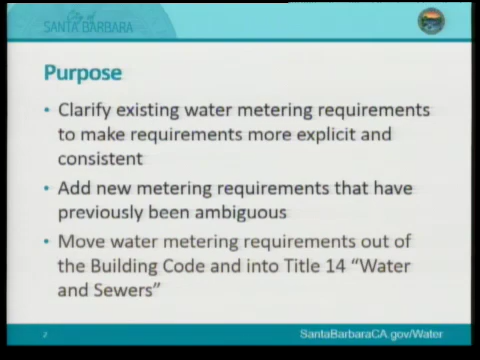 City of
SANTA BARBARA
Purpose
• Clarify existing water metering requirements
to make requirements more explicit and
consistent
• Add new metering requirements that have
previously been ambiguous
• Move water metering requirements out of
the Building Code and into Title 14 “Water
and Sewers”
2
SantaBarbaraCA.gov/Water